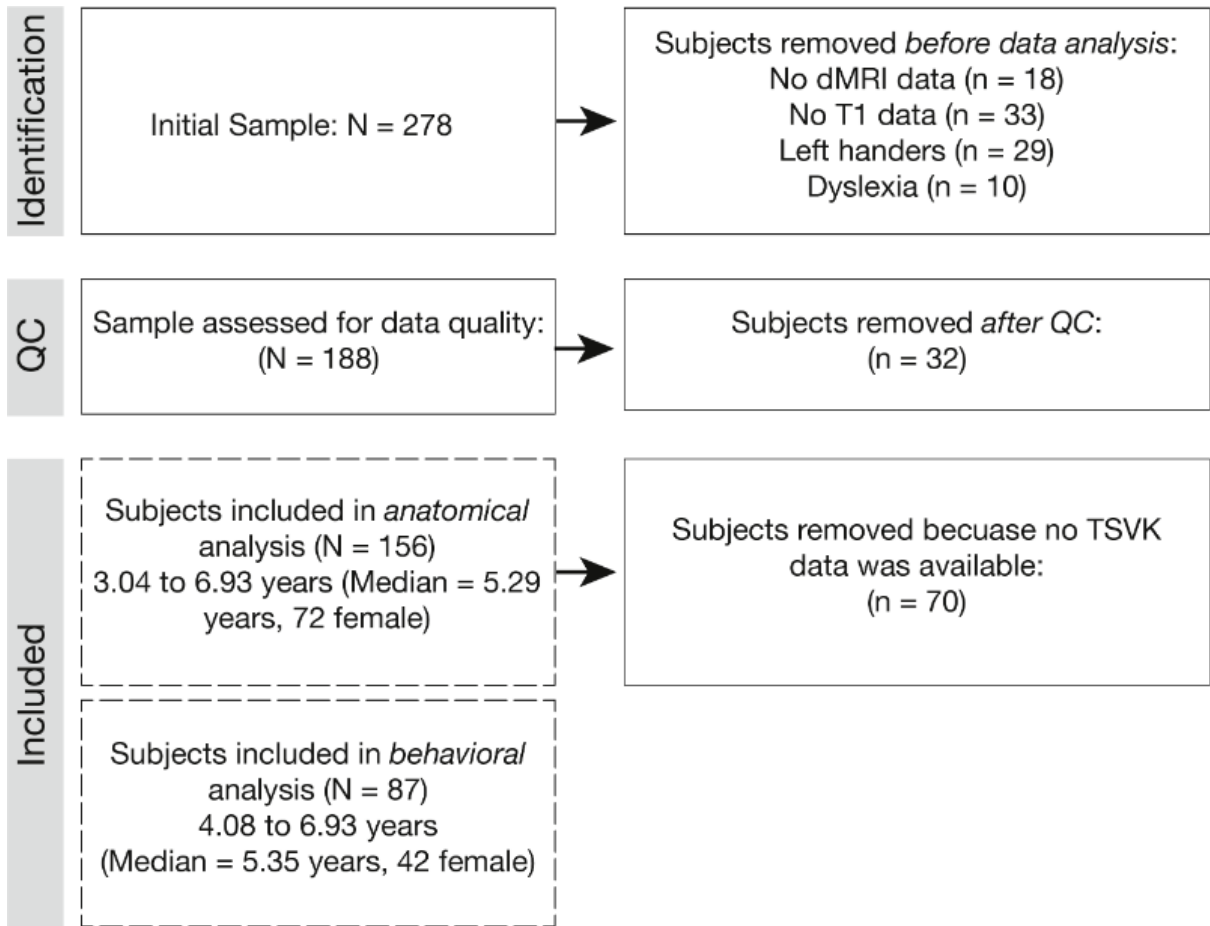 Identification
Initial Sample: N = 278
Subjects removed before data analysis:
No dMRI data (n = 18)
No T1 data (n = 33)
Left handers (n = 29)
Dyslexia (n = 10)
QC
Sample assessed for data quality:
(N = 188)
Subjects removed after QC:
(n = 32)
Included
Subjects included in anatomical
analysis (N = 156)
3.04 to 6.93 years (Median = 5.29
years, 72 female)
Subjects removed becuase no TSVK
data was available:
(n = 70)
Subjects included in behavioral
analysis (N = 87)
4.08 to 6.93 years
(Median = 5.35 years, 42 female)